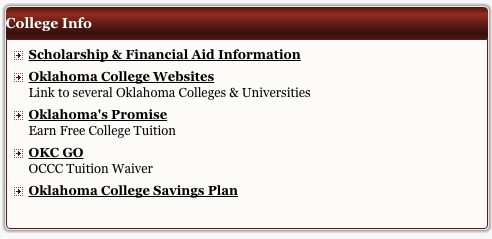 College Info
Scholarship & Financial Aid Information
Oklahoma College Websites
Link to several Oklahoma Colleges & Universities
Oklahoma's Promise
Earn Free College Tuition
OKC GO
OCCC Tuition Waiver
Oklahoma College Savings Plan